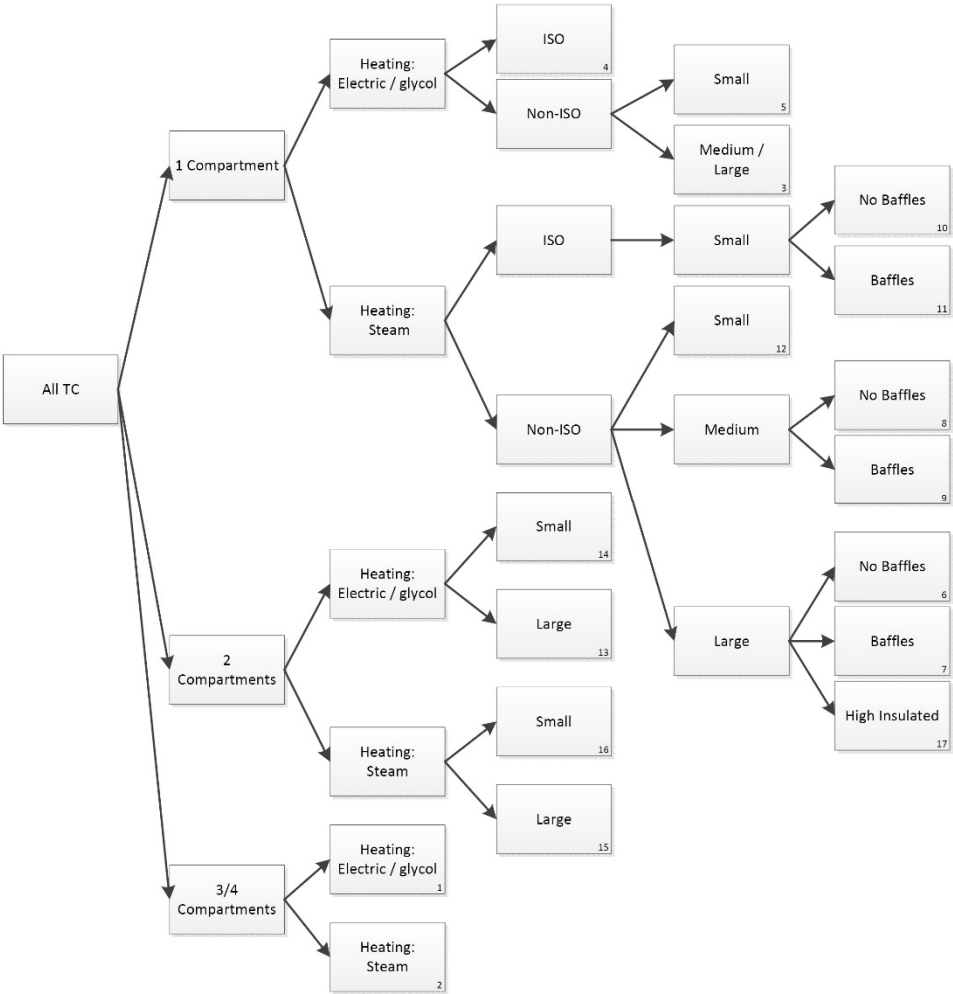 ISO
4
Heating:
Electric / glycol
Small
5
Non-ISO
Medium /
Large
3
1 Compartment
No Baffles
10
ISO
Small
Baffles
11
Heating:
Steam
Small
12
All TC
No Baffles
8
Non-ISO
Medium
Baffles
9
Small
14
Heating:
Electric / glycol
No Baffles
6
Large
13
Large
Baffles
7
2
Compartments
High Insulated
17
Small
16
Heating:
Steam
Large
15
Heating:
Electric / glycol
1
3/4
Compartments
Heating:
Steam
2